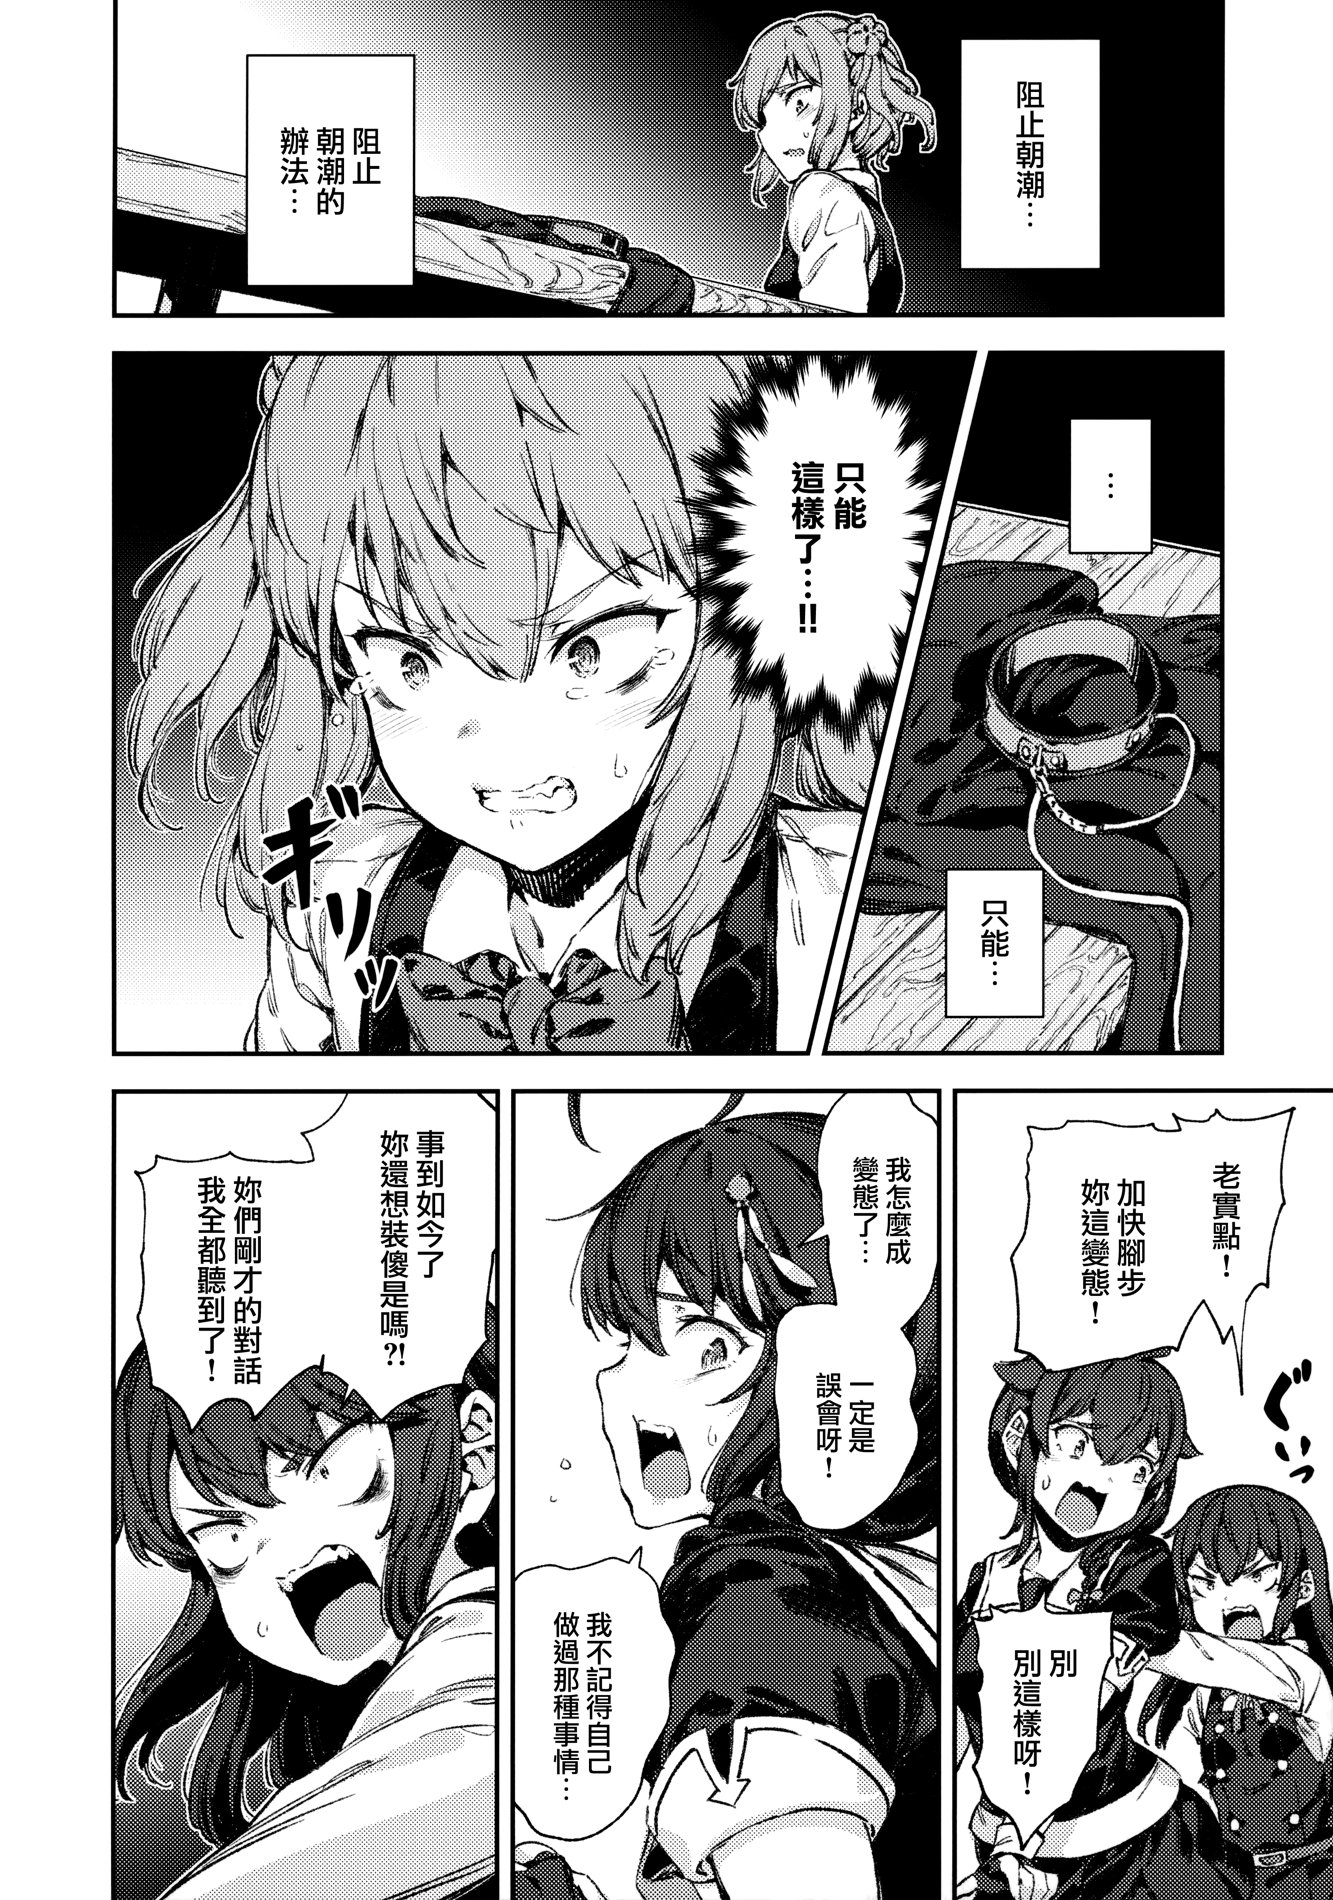 阻止朝潮…
阻止
朝潮的
辦法…
…
只能…
只能
這樣了…!!
ギリッ
老實點！
加快腳步
妳這變態！
ぐいっ
別
別這樣呀！
我怎麼成
變態了…
一定是
誤會呀！
我不記得自己
做過那種事情…
事到如今了
妳還想裝傻是嗎?!
妳們剛才的對話
我全都聽到了！